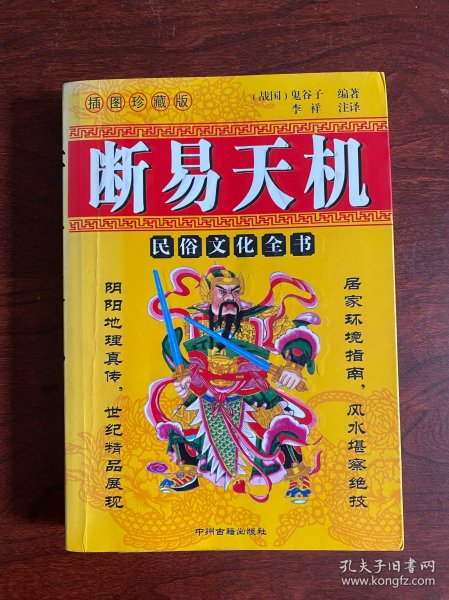 插图珍藏版
(战国)鬼谷子 编著
李祥 注译
断易天机
民俗文化全书
居家环境指南，风水堪察绝技
阴阳地理真传，世纪精品展现
中州古籍出版社
孔夫子旧书网
www.kongfz.com